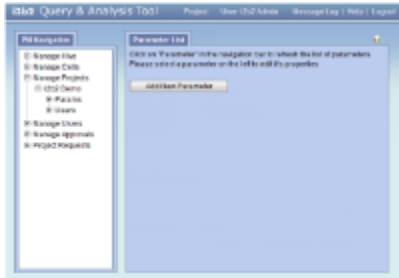 i2b2 Query & Analysis Tool
Project: User: i2b2 Admin Message Log | Help | Logout
PM Navigation
Manage Hive
Manage Cells
Manage Projects
i2b2 Demo
Params
Users
Manage Users
Manage Approvals
Project Requests
Parameter List
Click on "Parameter" in the navigation bar to refresh the list of parameters.
Please select a parameter on the left to edit its properties
Add New Parameter